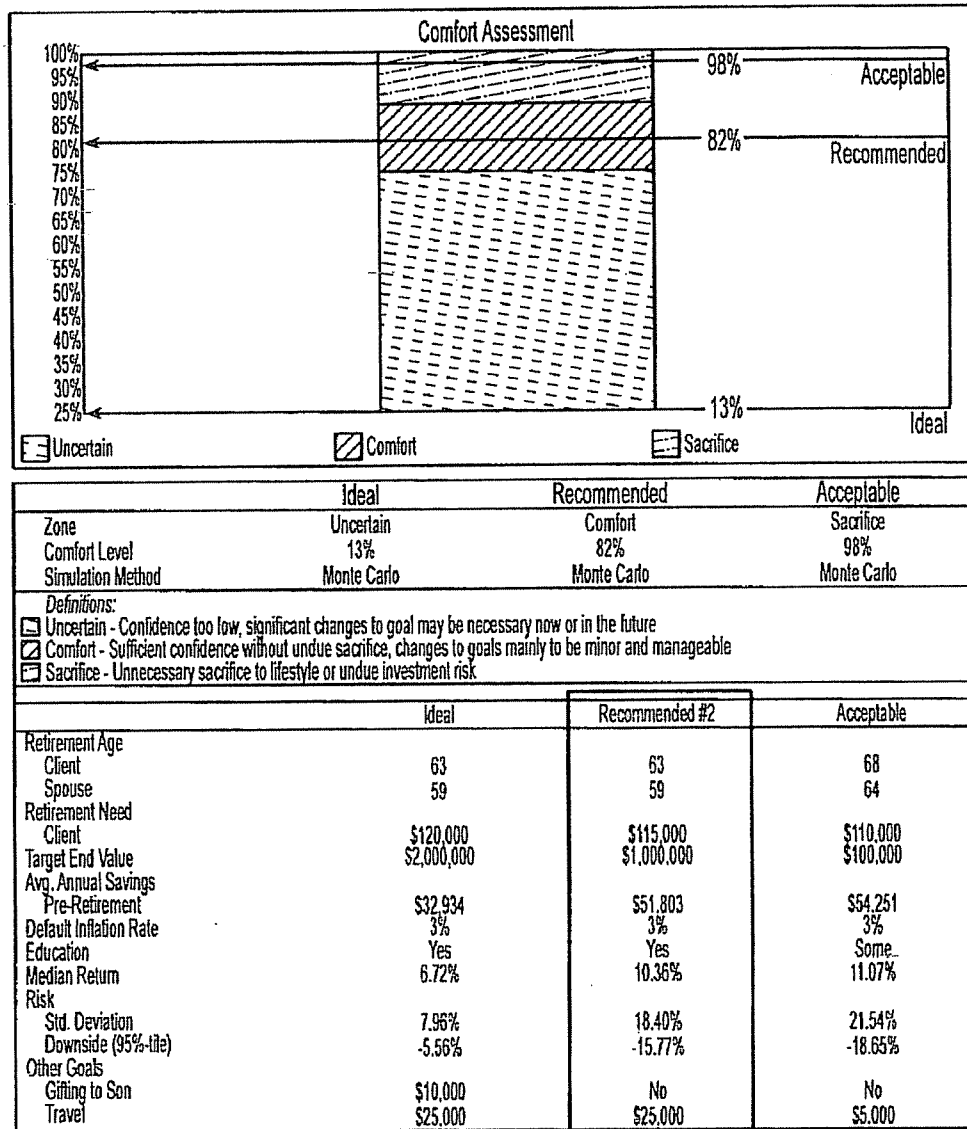 Comfort Assessment
100%
95%
90%
85%
80%
75%
70%
65%
60%
55%
50%
45%
40%
35%
30%
25%
98%
Acceptable
82%
Recommended
13%
Ideal
Uncertain Comfort Sacrifice
Ideal Recommended Acceptable
Zone Uncertain Comfort Sacrifice
Comfort Level 13% 82% 98%
Simulation Method Monte Carlo Monte Carlo Monte Carlo
Definitions:
Uncertain - Confidence too low, significant changes to goal may be necessary now or in the future
Comfort - Sufficient confidence without undue sacrifice, changes to goals mainly to be minor and manageable
Sacrifice - Unnecessary sacrifice to lifestyle or undue investment risk
Ideal Recommended #2 Acceptable
Retirement Age
Client 63 63 68
Spouse 59 59 64
Retirement Need
Client $120,000 $115,000 $110,000
Target End Value $2,000,000 $1,000,000 $100,000
Avg. Annual Savings
Pre-Retirement $32,934 $51,803 $54,251
Default Inflation Rate 3% 3% 3%
Education Yes Yes Some
Median Return 6.72% 10.36% 11.07%
Risk
Std. Deviation 7.96% 18.40% 21.54%
Downside (95%-tile) -5.56% -15.77% -18.65%
Other Goals
Gifting to Son $10,000 No No
Travel $25,000 $25,000 $5,000